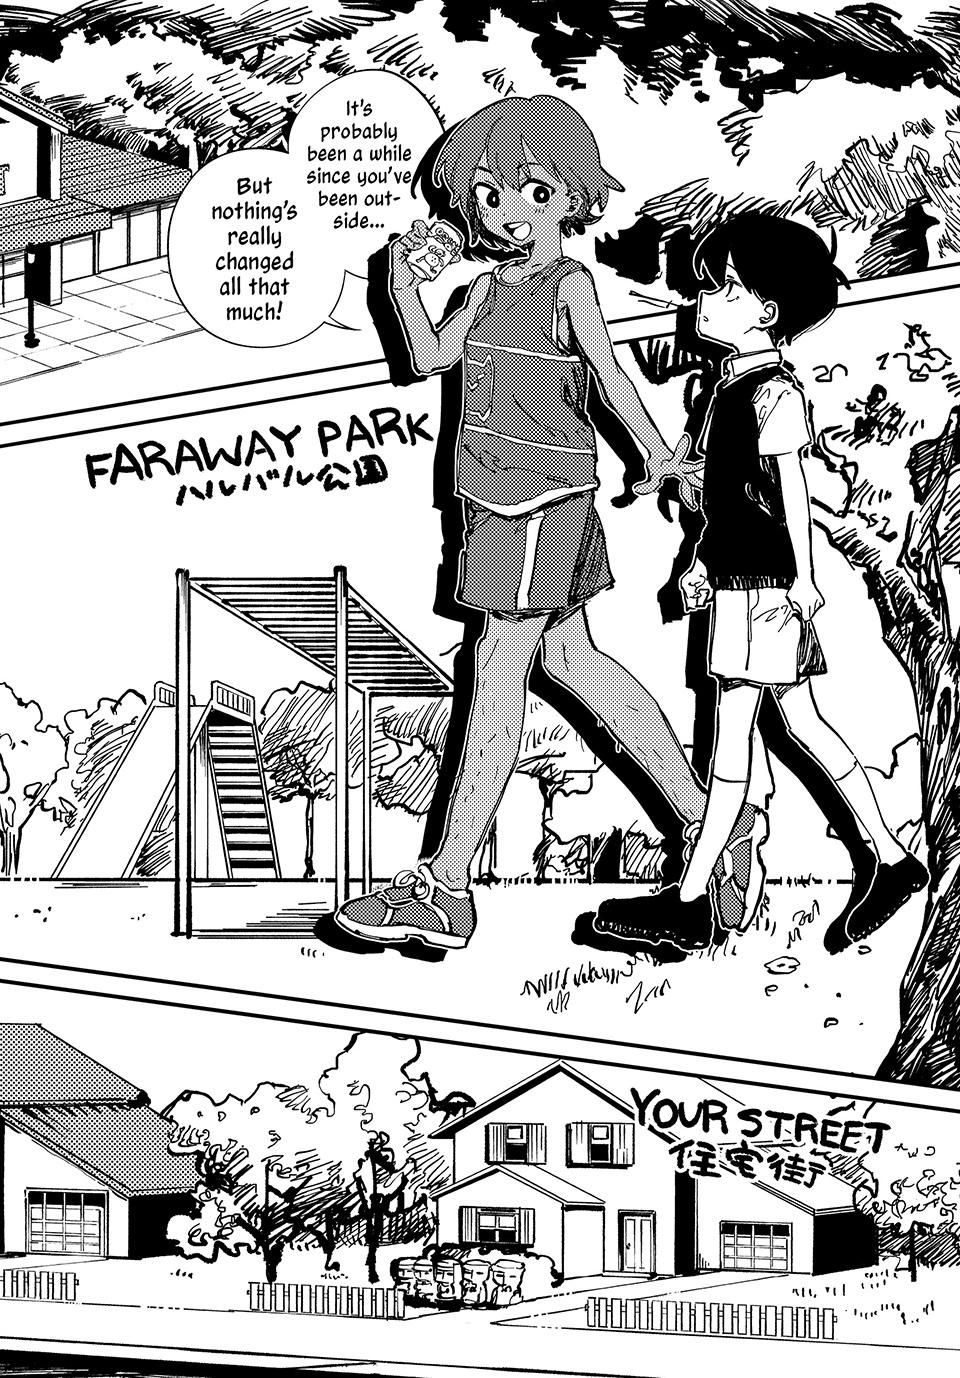 It's
probably
been a while
since you've
been out-
side...
But
nothing's
really
changed
all that
much!
FARAWAY PARK
ハルバル公園
YOUR STREET
住宅街